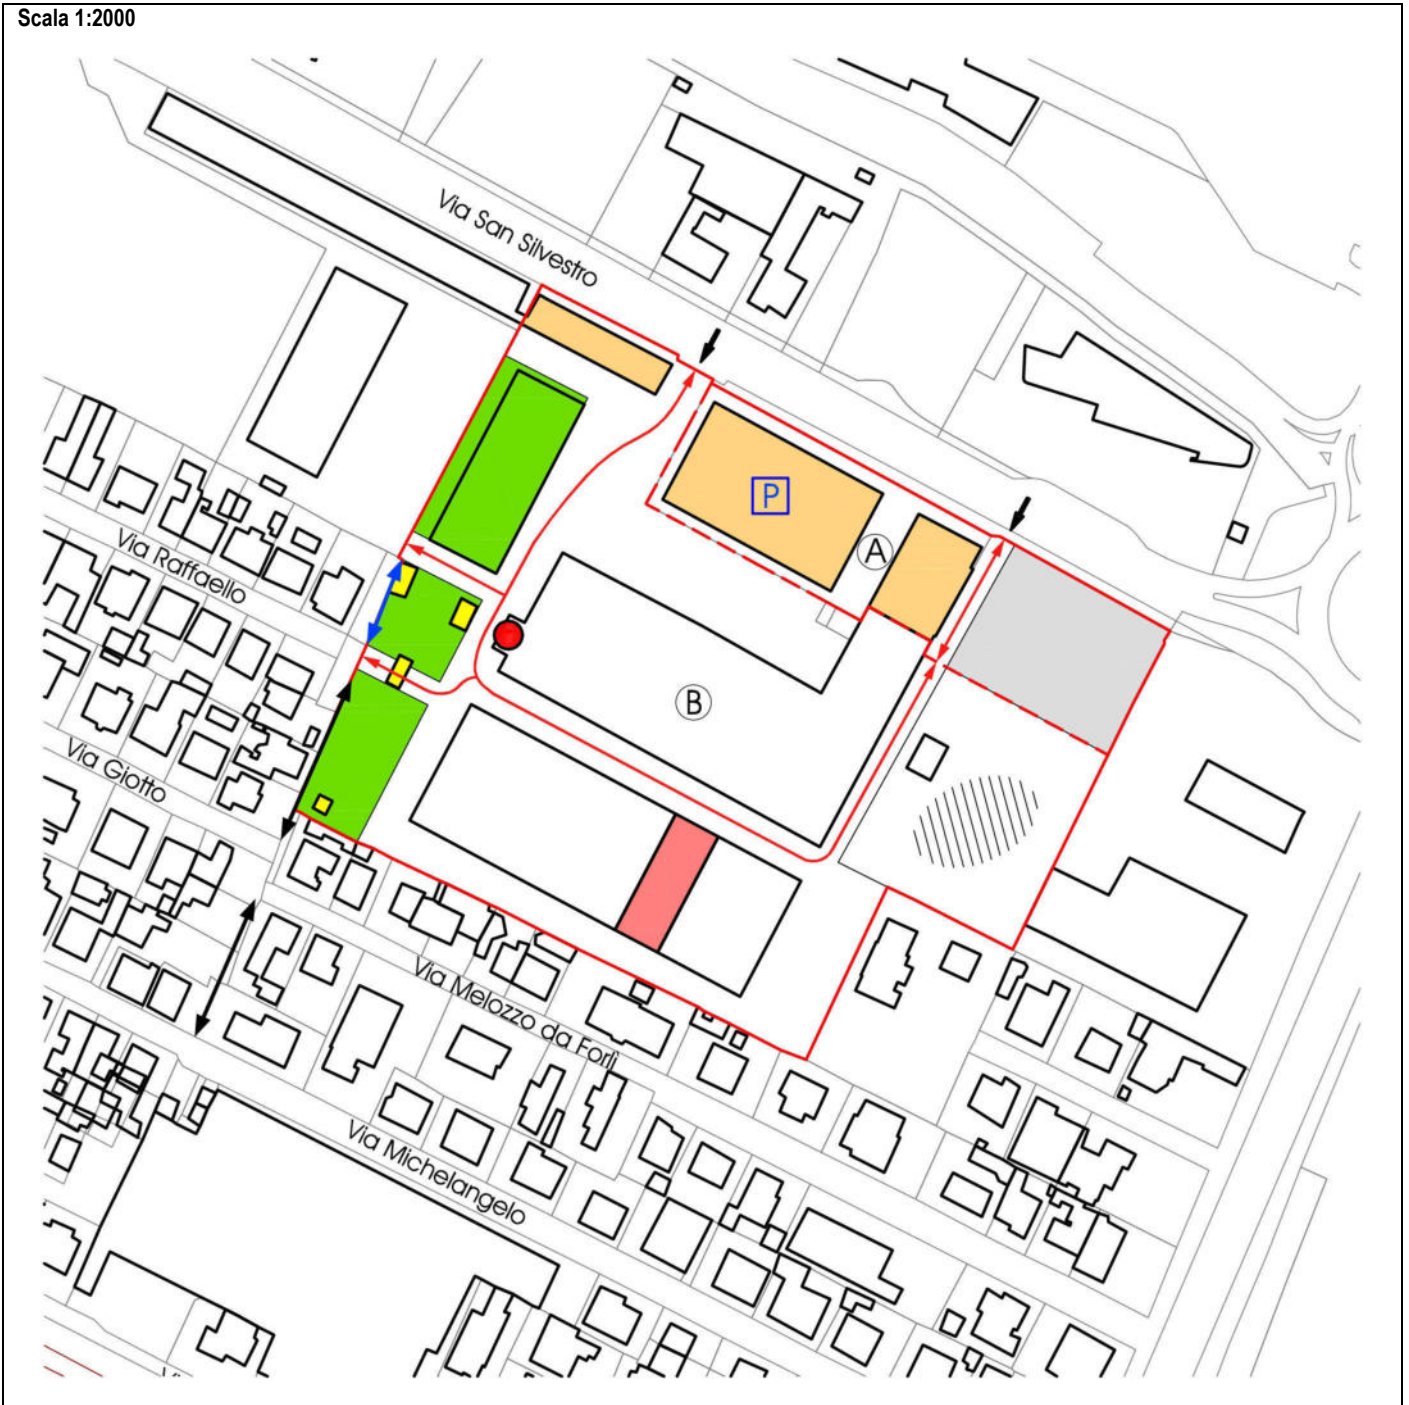 Scala 1:2000
Via San Silvestro
P
A
Via Raffaello
B
Via Giotto
Via Melozzo da Forlì
Via Michelangelo